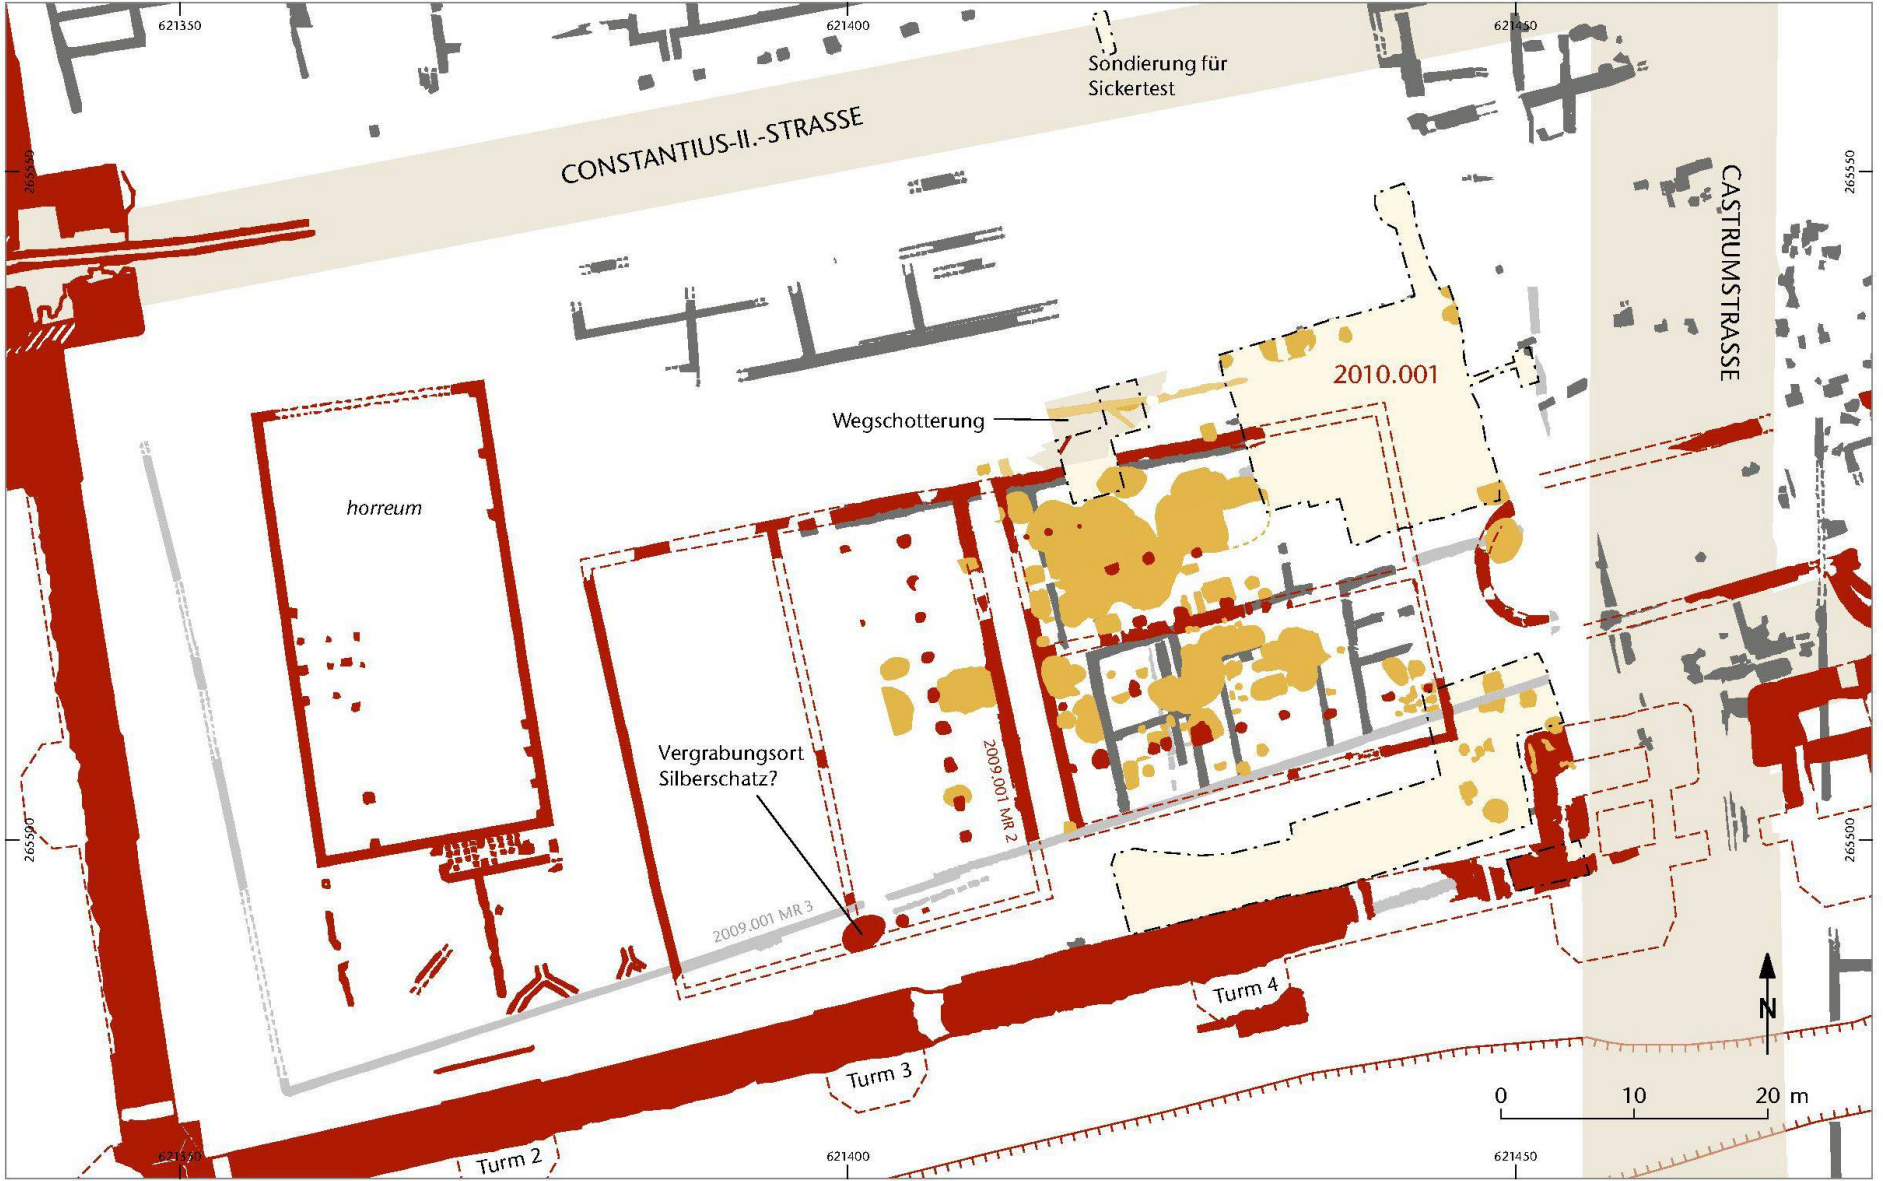 621350
621400
621450
Sondierung für
Sickertest
CONSTANTIUS-II.-STRASSE
265550
265550
CASTRUMSTRASSE
2010.001
Wegschotterung
horreum
Vergrabungsort
Silberschatz?
2009.001 MR 2
265500
265500
2009.001 MR 3
Turm 4
N
Turm 3
0 10 20 m
Turm 2
621350
621400
621450